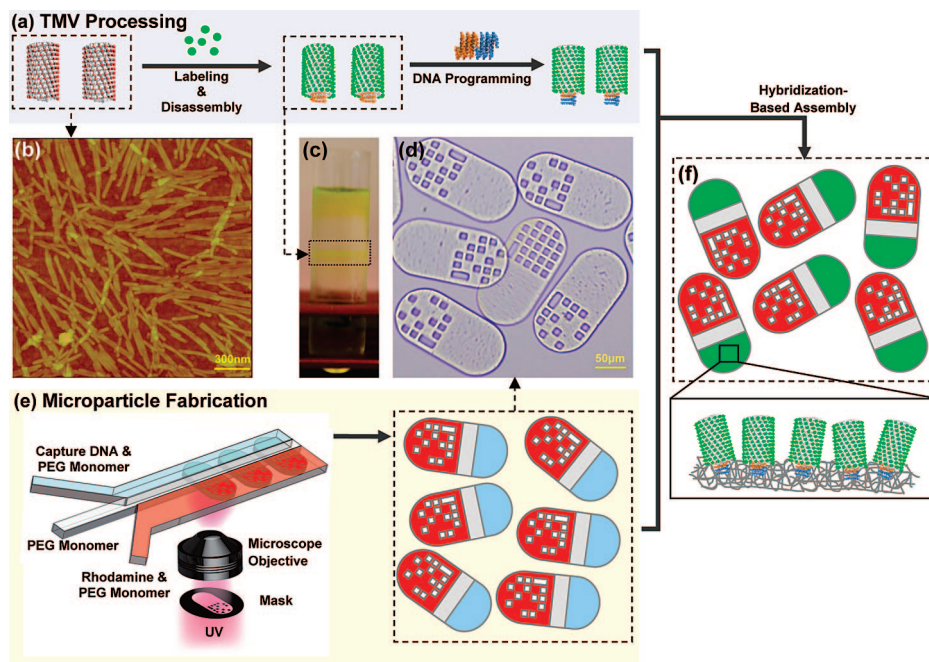 (a) TMV Processing
Labeling
&
Disassembly
DNA Programming
Hybridization-
Based Assembly
(b)
300nm
(c)
(d)
50μm
(f)
(e) Microparticle Fabrication
Capture DNA &
PEG Monomer
PEG Monomer
Rhodamine &
PEG Monomer
Microscope
Objective
Mask
UV